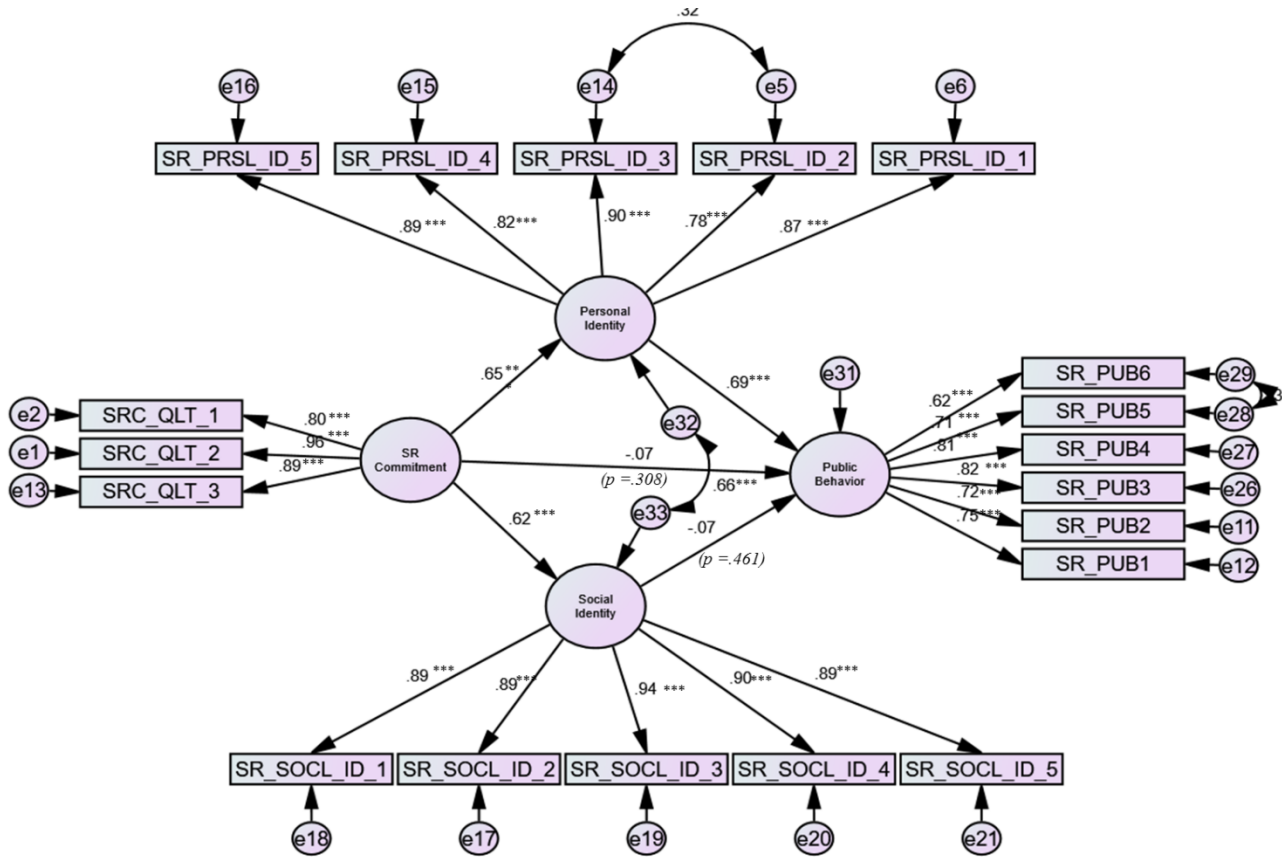 .32
e16 e15 e14 e5 e6
SR_PRSL_ID_5 SR_PRSL_ID_4 SR_PRSL_ID_3 SR_PRSL_ID_2 SR_PRSL_ID_1
.89 *** .82*** .90 *** .78*** .87 ***
Personal
Identity
.65 **
*
.69***
e31
e32
e2 SRC_QLT_1 .80 ***
e1 SRC_QLT_2 .96 ***
e13 SRC_QLT_3 .89***
SR
Commitment
-.07
(p =.308)
.66***
Public
Behavior
.62*** SR_PUB6 e29
.71 *** SR_PUB5 e28
.81*** SR_PUB4 e27
.82 *** SR_PUB3 e26
.72*** SR_PUB2 e11
.75*** SR_PUB1 e12
e33
.62 ***
-.07
(p =.461)
Social
Identity
.89 *** .89*** .94 *** .90*** .89***
SR_SOCL_ID_1 SR_SOCL_ID_2 SR_SOCL_ID_3 SR_SOCL_ID_4 SR_SOCL_ID_5
e18 e17 e19 e20 e21